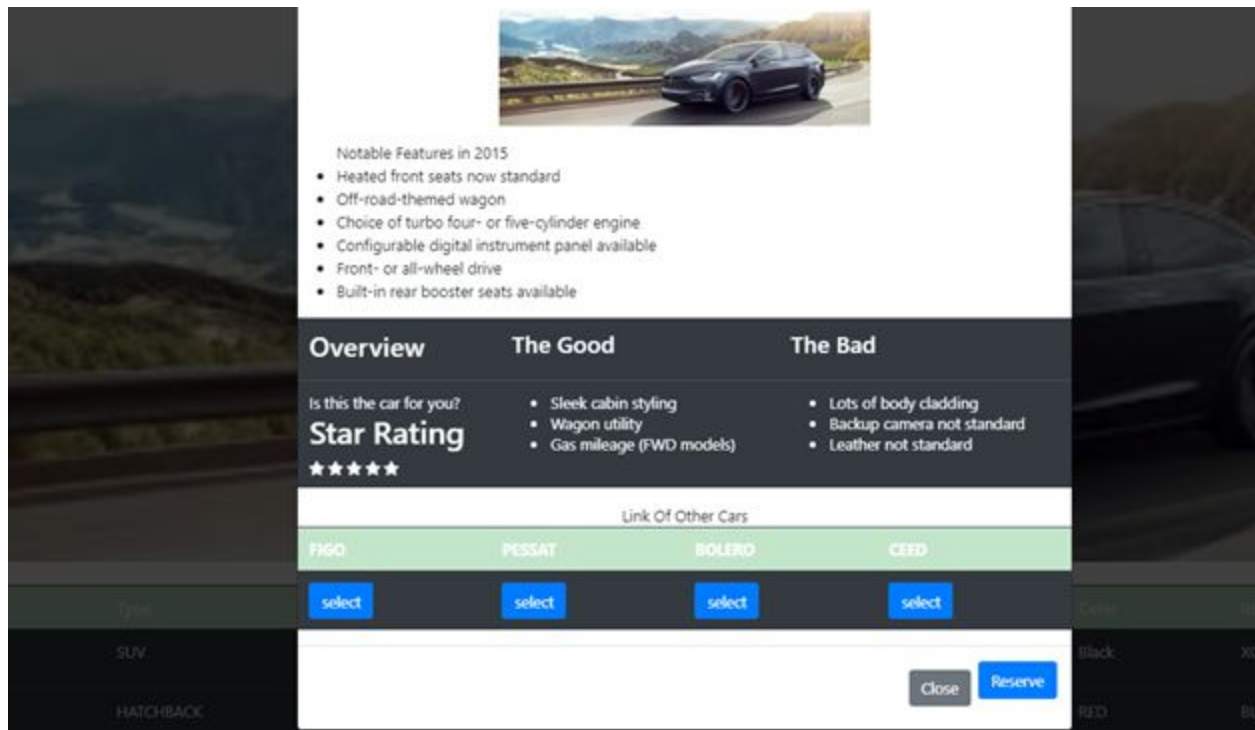 Notable Features in 2015
• Heated front seats now standard
• Off-road-themed wagon
• Choice of turbo four- or five-cylinder engine
• Configurable digital instrument panel available
• Front- or all-wheel drive
• Built-in rear booster seats available
Overview The Good The Bad
Is this the car for you?
Star Rating
• Sleek cabin styling
• Wagon utility
• Gas mileage (FWD models)
• Lots of body cladding
• Backup camera not standard
• Leather not standard
Link Of Other Cars
FIGO PESSAT BOLERO CEED
select select select select
Type Color
SUV Black
HATCHBACK RED
Close Reserve